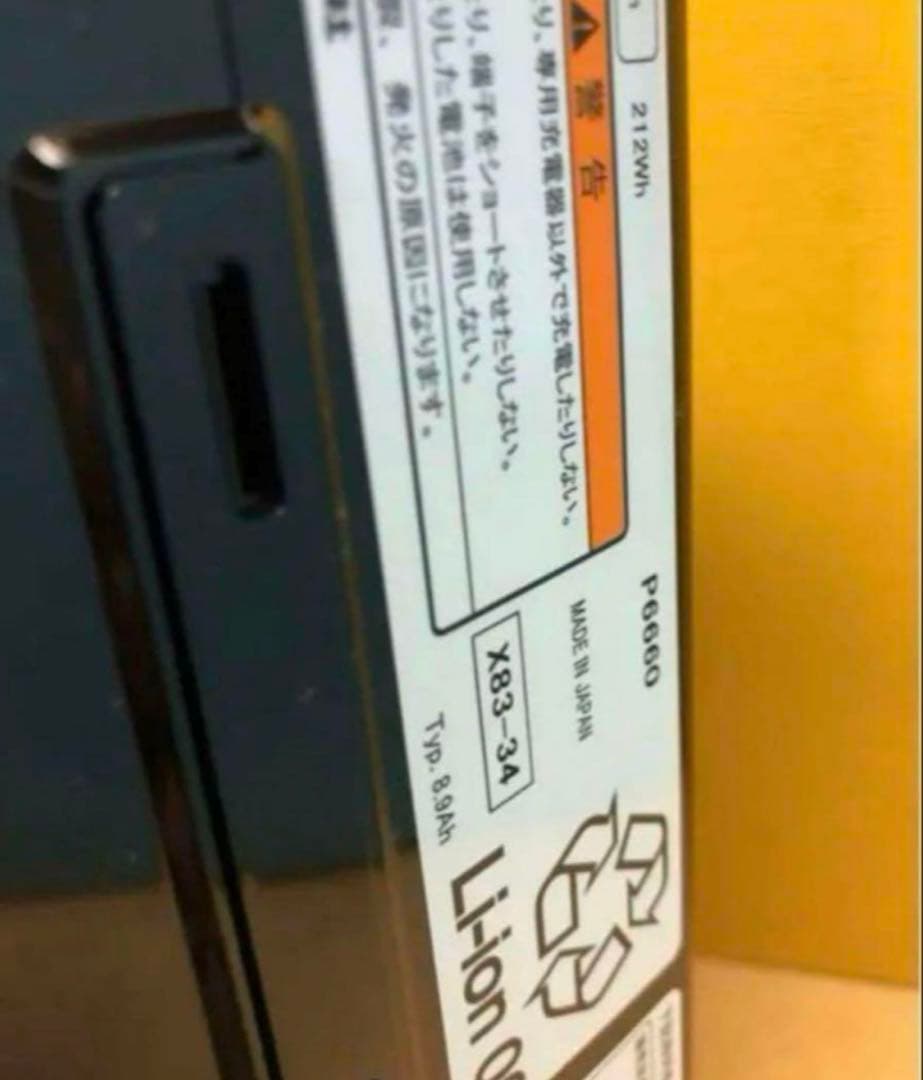 212Wh
P6660
警告
り、専用充電器以外で充電したりしない。
MADE IN JAPAN
り、端子をショートさせたりしない。
りした電池は使用しない。
X83-34
、発火の原因になります。
Typ. 8.9Ah
Li-ion